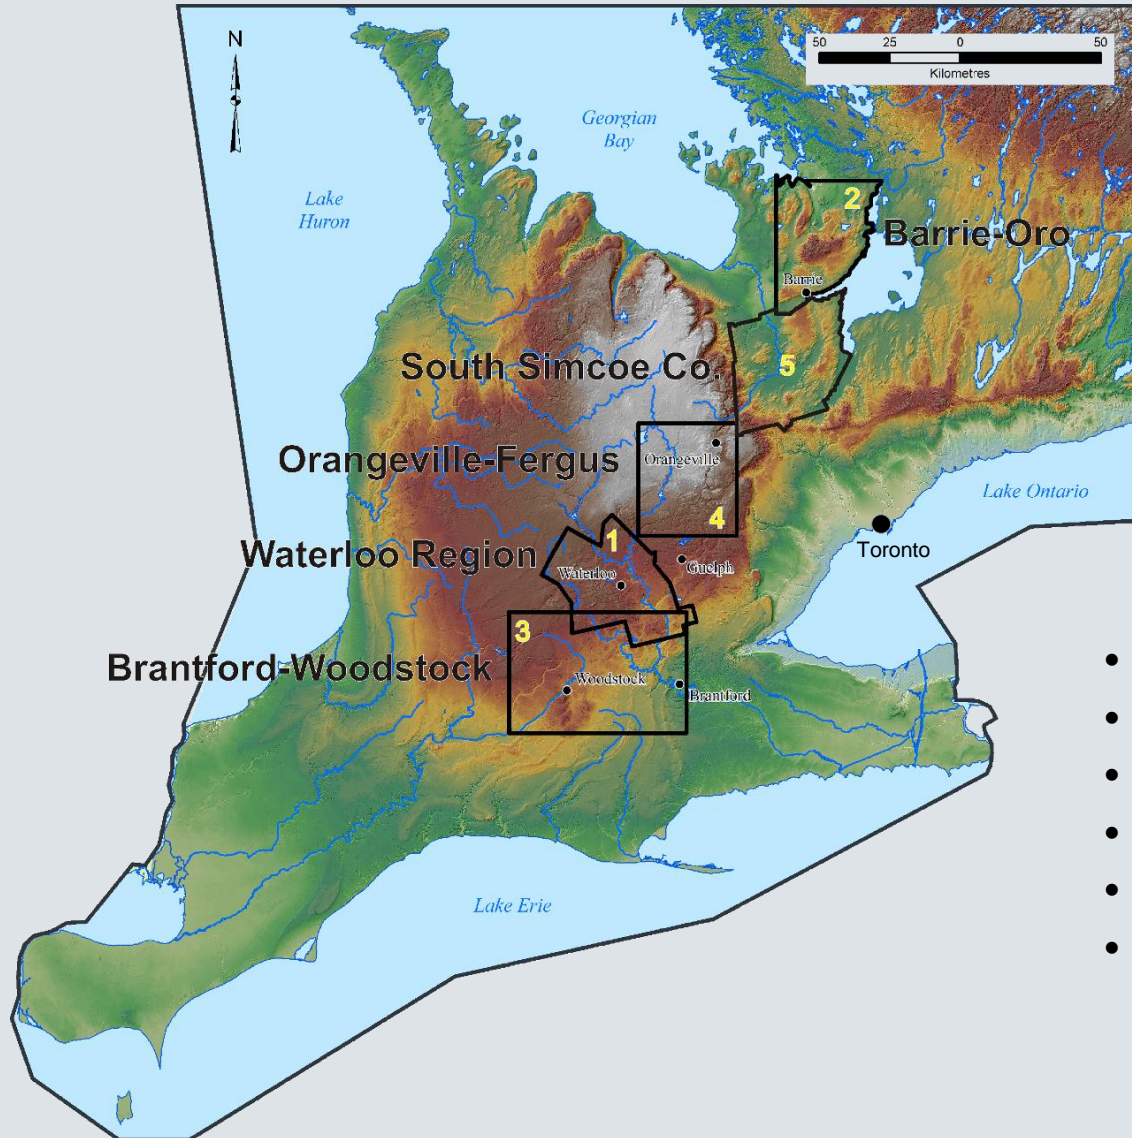 N
50 25 0 50
Kilometres
Georgian
Bay
Lake
Huron
2
Barrie-Oro
Barrie
South Simcoe Co.
5
Orangeville-Fergus
Orangeville
Lake Ontario
4
Toronto
Waterloo Region
1
Waterloo
Guelph
3
Brantford-Woodstock
Woodstock
Brantford
Lake Erie
•
•
•
•
•
•